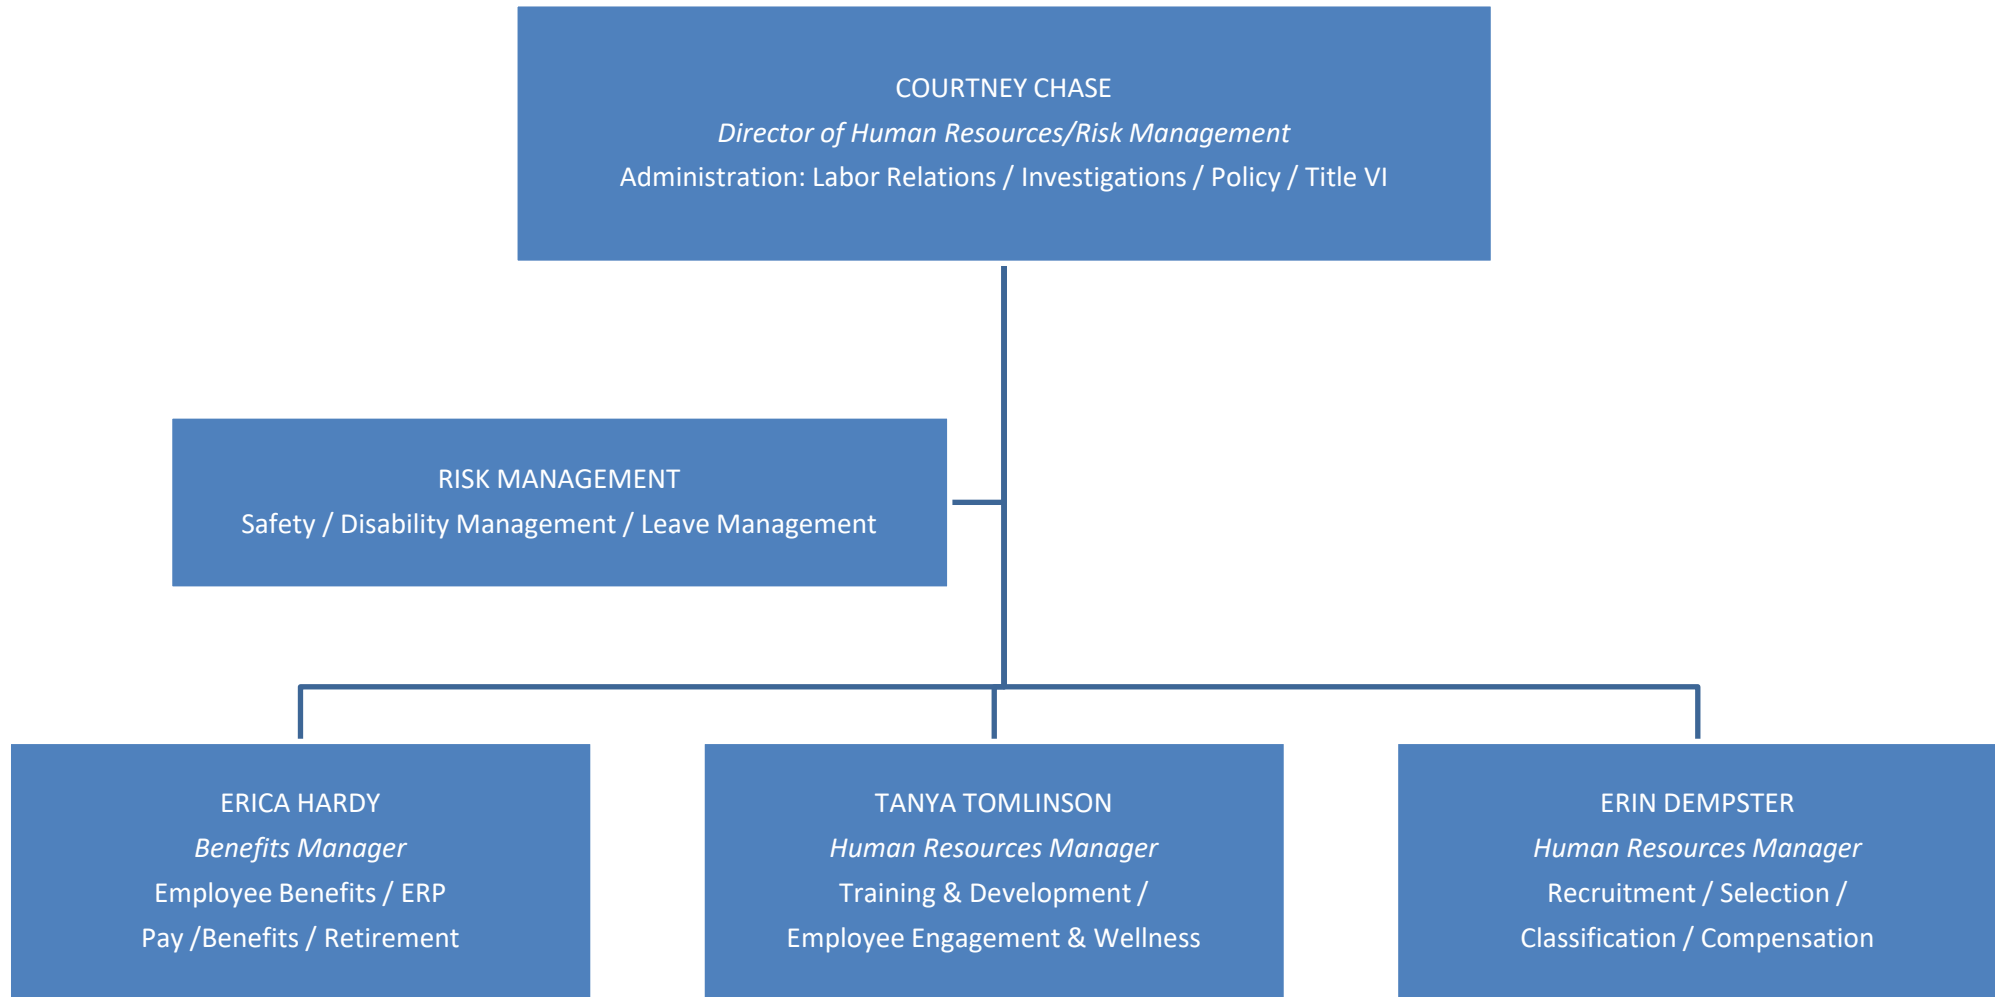 COURTNEY CHASE
Director of Human Resources/Risk Management
Administration: Labor Relations / Investigations / Policy / Title VI
RISK MANAGEMENT
Safety / Disability Management / Leave Management
ERICA HARDY
Benefits Manager
Employee Benefits / ERP
Pay /Benefits / Retirement
TANYA TOMLINSON
Human Resources Manager
Training & Development /
Employee Engagement & Wellness
ERIN DEMPSTER
Human Resources Manager
Recruitment / Selection /
Classification / Compensation